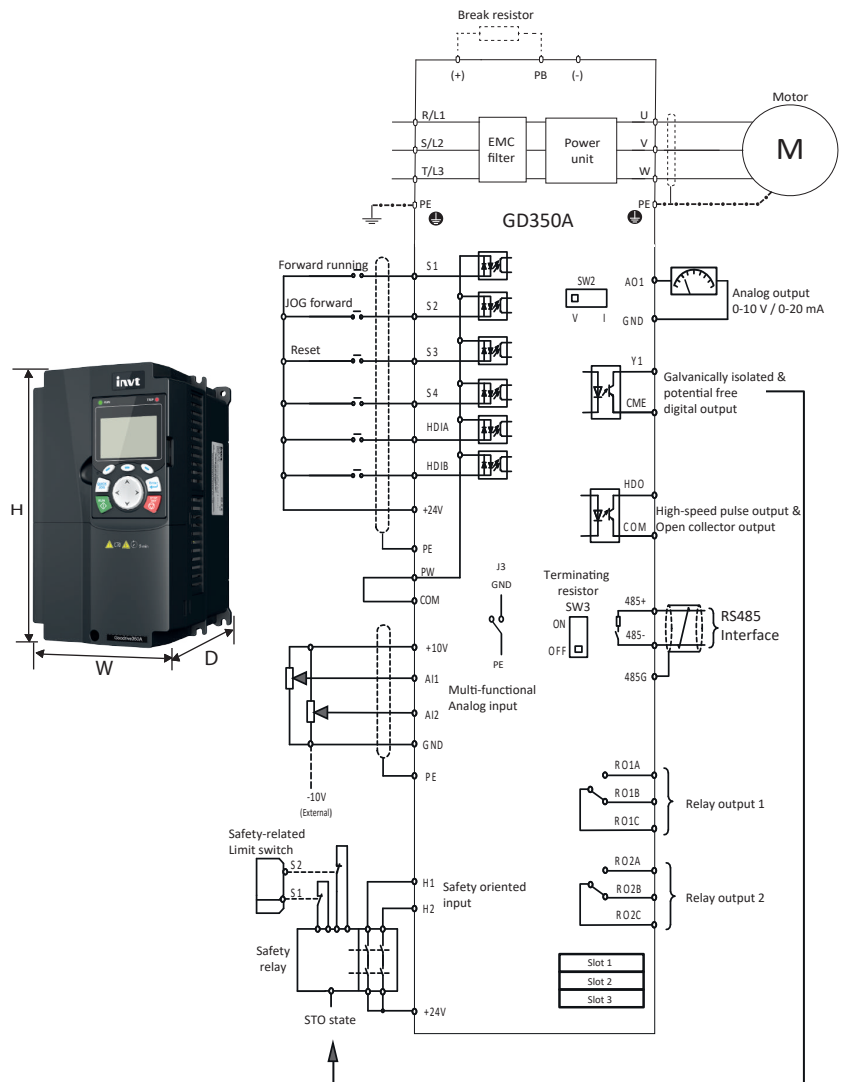 Break resistor
(+)
PB
(-)
Motor
R/L1
S/L2
T/L3
EMC
filter
Power
unit
U
V
W
M
PE
PE
GD350A
Forward running
S1
JOG forward
S2
Reset
S3
S4
HDIA
HDIB
+24V
PE
PW
COM
SW2
V I
AO1
GND
Analog output
0-10 V / 0-20 mA
Y1
CME
Galvanically isolated &
potential free
digital output
HDO
COM
High-speed pulse output &
Open collector output
J3
GND
PE
Terminating
resistor
SW3
ON
OFF
485+
485-
485G
RS485
Interface
invt
RUN
TRIP
Goodrive350A
H
W
D
+10V
AI1
AI2
GND
PE
Multi-functional
Analog input
-10V
(External)
RO1A
RO1B
RO1C
Relay output 1
RO2A
RO2B
RO2C
Relay output 2
Safety-related
Limit switch
S2
S1
H1
H2
Safety oriented
input
Safety
relay
STO state
+24V
Slot 1
Slot 2
Slot 3